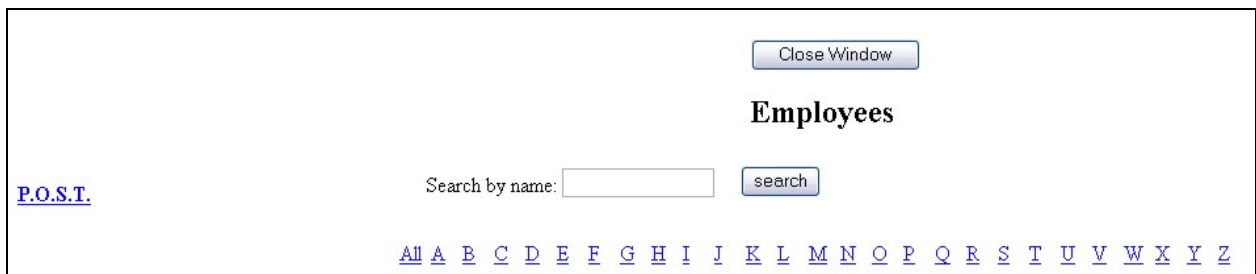 Close Window
Employees
Search by name: search
P.O.S.T.
All A B C D E F G H I J K L M N O P Q R S T U V W X Y Z